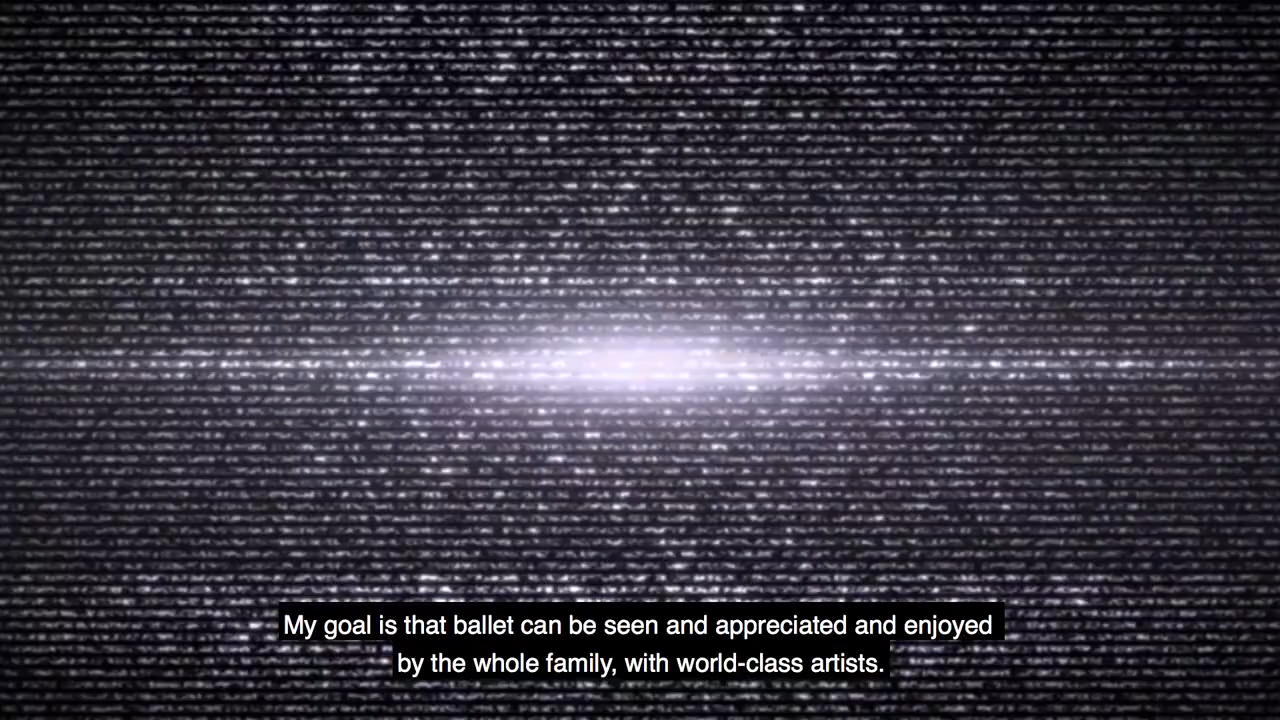 My goal is that ballet can be seen and appreciated and enjoyed
by the whole family, with world-class artists.